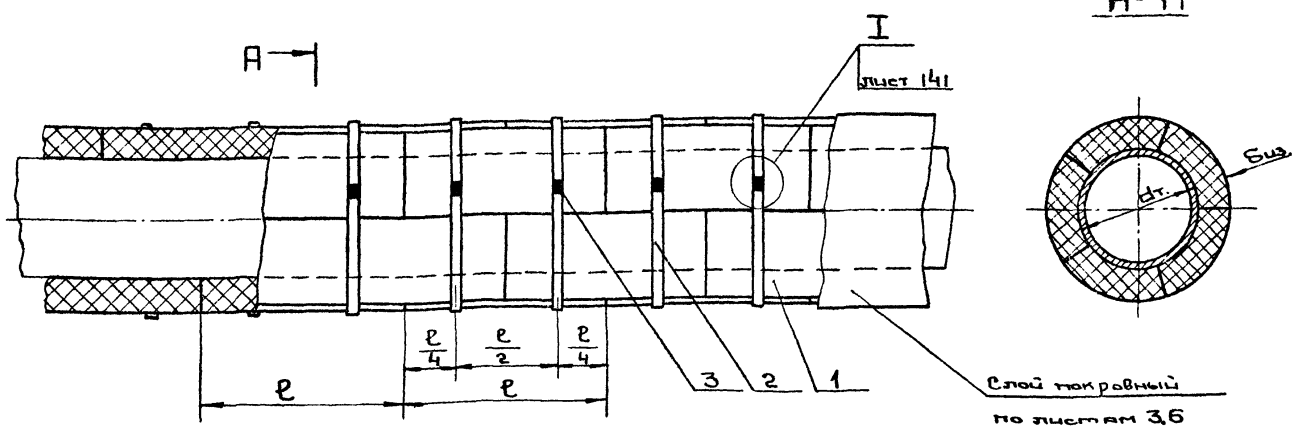 А-А
А
I
лист 141
δиз
dт.
ℓ/4
ℓ/2
ℓ/4
ℓ
ℓ
3
2
1
Слой покровный
по листам 3,6